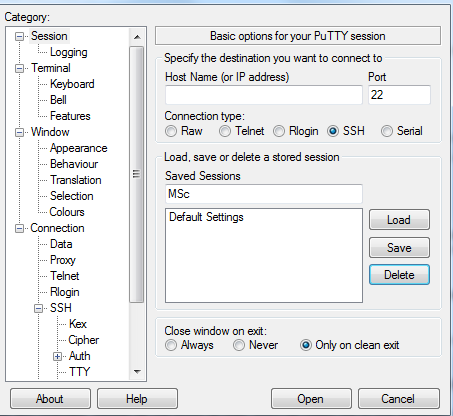 Category:
Session
Logging
Terminal
Keyboard
Bell
Features
Window
Appearance
Behaviour
Translation
Selection
Colours
Connection
Data
Proxy
Telnet
Rlogin
SSH
Kex
Cipher
Auth
TTY
Basic options for your PuTTY session
Specify the destination you want to connect to
Host Name (or IP address) Port
22
Connection type:
Raw Telnet Rlogin SSH Serial
Load, save or delete a stored session
Saved Sessions
MSc
Default Settings
Load
Save
Delete
Close window on exit:
Always Never Only on clean exit
About Help Open Cancel